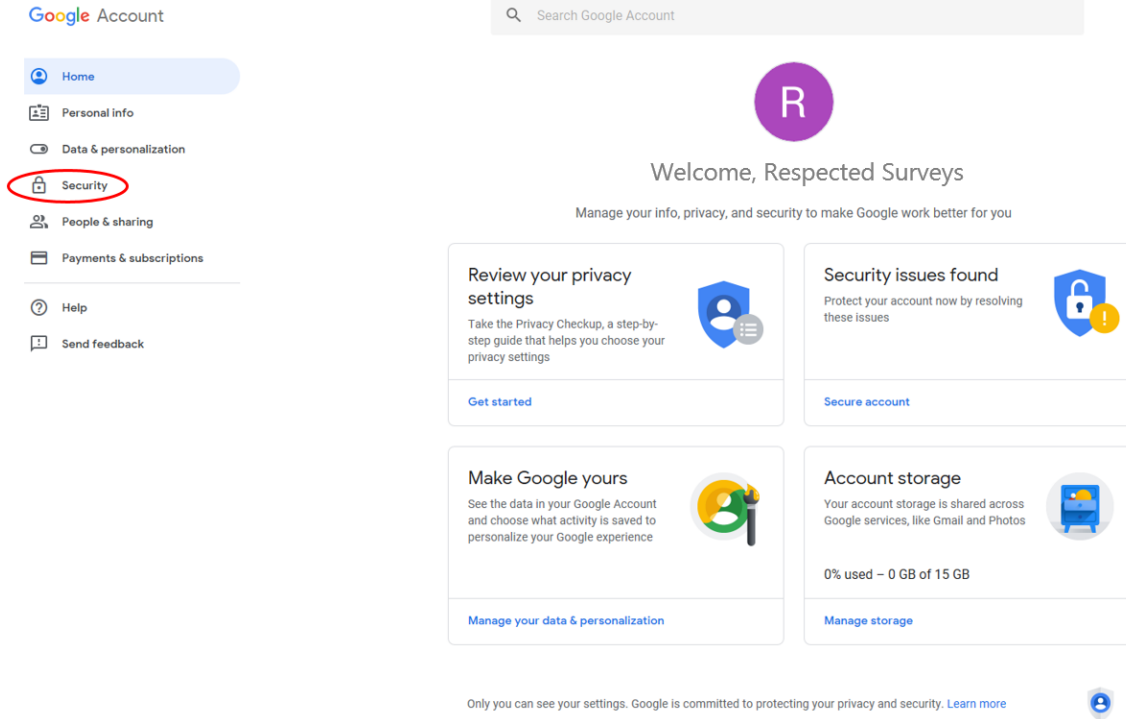 Google Account
Search Google Account
Home
Personal info
Data & personalization
Security
People & sharing
Payments & subscriptions
Help
Send feedback
R
Welcome, Respected Surveys
Manage your info, privacy, and security to make Google work better for you
Review your privacy
settings
Take the Privacy Checkup, a step-by-
step guide that helps you choose your
privacy settings
Get started
Security issues found
Protect your account now by resolving
these issues
Secure account
Make Google yours
See the data in your Google Account
and choose what activity is saved to
personalize your Google experience
Manage your data & personalization
Account storage
Your account storage is shared across
Google services, like Gmail and Photos
0% used – 0 GB of 15 GB
Manage storage
Only you can see your settings. Google is committed to protecting your privacy and security. Learn more